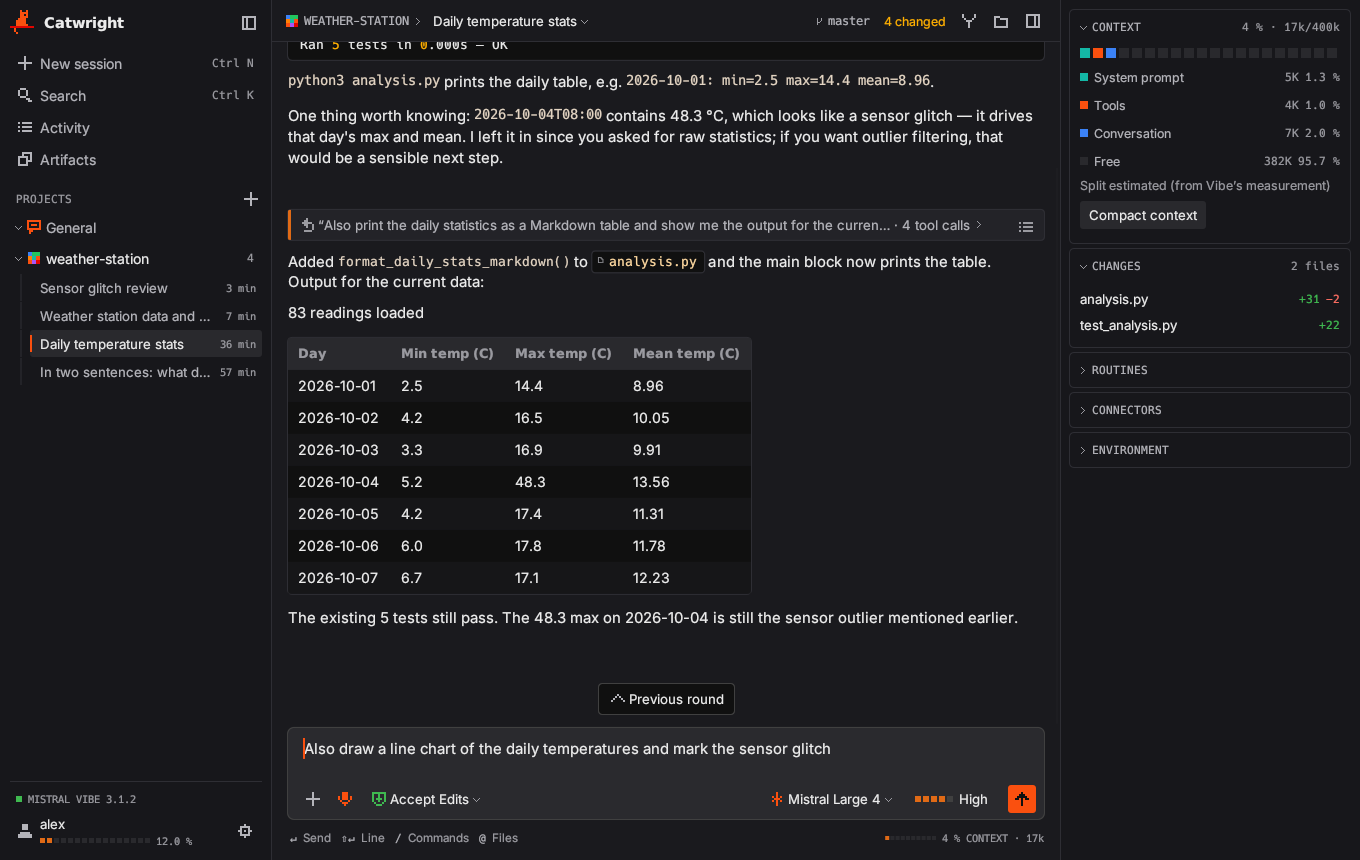 Catwright
New session Ctrl N
Search Ctrl K
Activity
Artifacts
PROJECTS
General
weather-station 4
Sensor glitch review 3 min
Weather station data and ... 7 min
Daily temperature stats 36 min
In two sentences: what d... 57 min
MISTRAL VIBE 3.1.2
alex
12.0 %
WEATHER-STATION Daily temperature stats
master 4 changed
Ran 5 tests in 0.000s — OK
python3 analysis.py prints the daily table, e.g. 2026-10-01: min=2.5 max=14.4 mean=8.96.
One thing worth knowing: 2026-10-04T08:00 contains 48.3 °C, which looks like a sensor glitch — it drives
that day's max and mean. I left it in since you asked for raw statistics; if you want outlier filtering, that
would be a sensible next step.
“Also print the daily statistics as a Markdown table and show me the output for the curren... · 4 tool calls
Added format_daily_stats_markdown() to analysis.py and the main block now prints the table.
Output for the current data:
83 readings loaded
Day Min temp (C) Max temp (C) Mean temp (C)
2026-10-01 2.5 14.4 8.96
2026-10-02 4.2 16.5 10.05
2026-10-03 3.3 16.9 9.91
2026-10-04 5.2 48.3 13.56
2026-10-05 4.2 17.4 11.31
2026-10-06 6.0 17.8 11.78
2026-10-07 6.7 17.1 12.23
The existing 5 tests still pass. The 48.3 max on 2026-10-04 is still the sensor outlier mentioned earlier.
Previous round
Also draw a line chart of the daily temperatures and mark the sensor glitch
Accept Edits Mistral Large 4 High
↵ Send ⇧↵ Line / Commands @ Files
4 % CONTEXT · 17k
CONTEXT 4 % · 17k/400k
System prompt 5K 1.3 %
Tools 4K 1.0 %
Conversation 7K 2.0 %
Free 382K 95.7 %
Split estimated (from Vibe's measurement)
Compact context
CHANGES 2 files
analysis.py +31 −2
test_analysis.py +22
ROUTINES
CONNECTORS
ENVIRONMENT